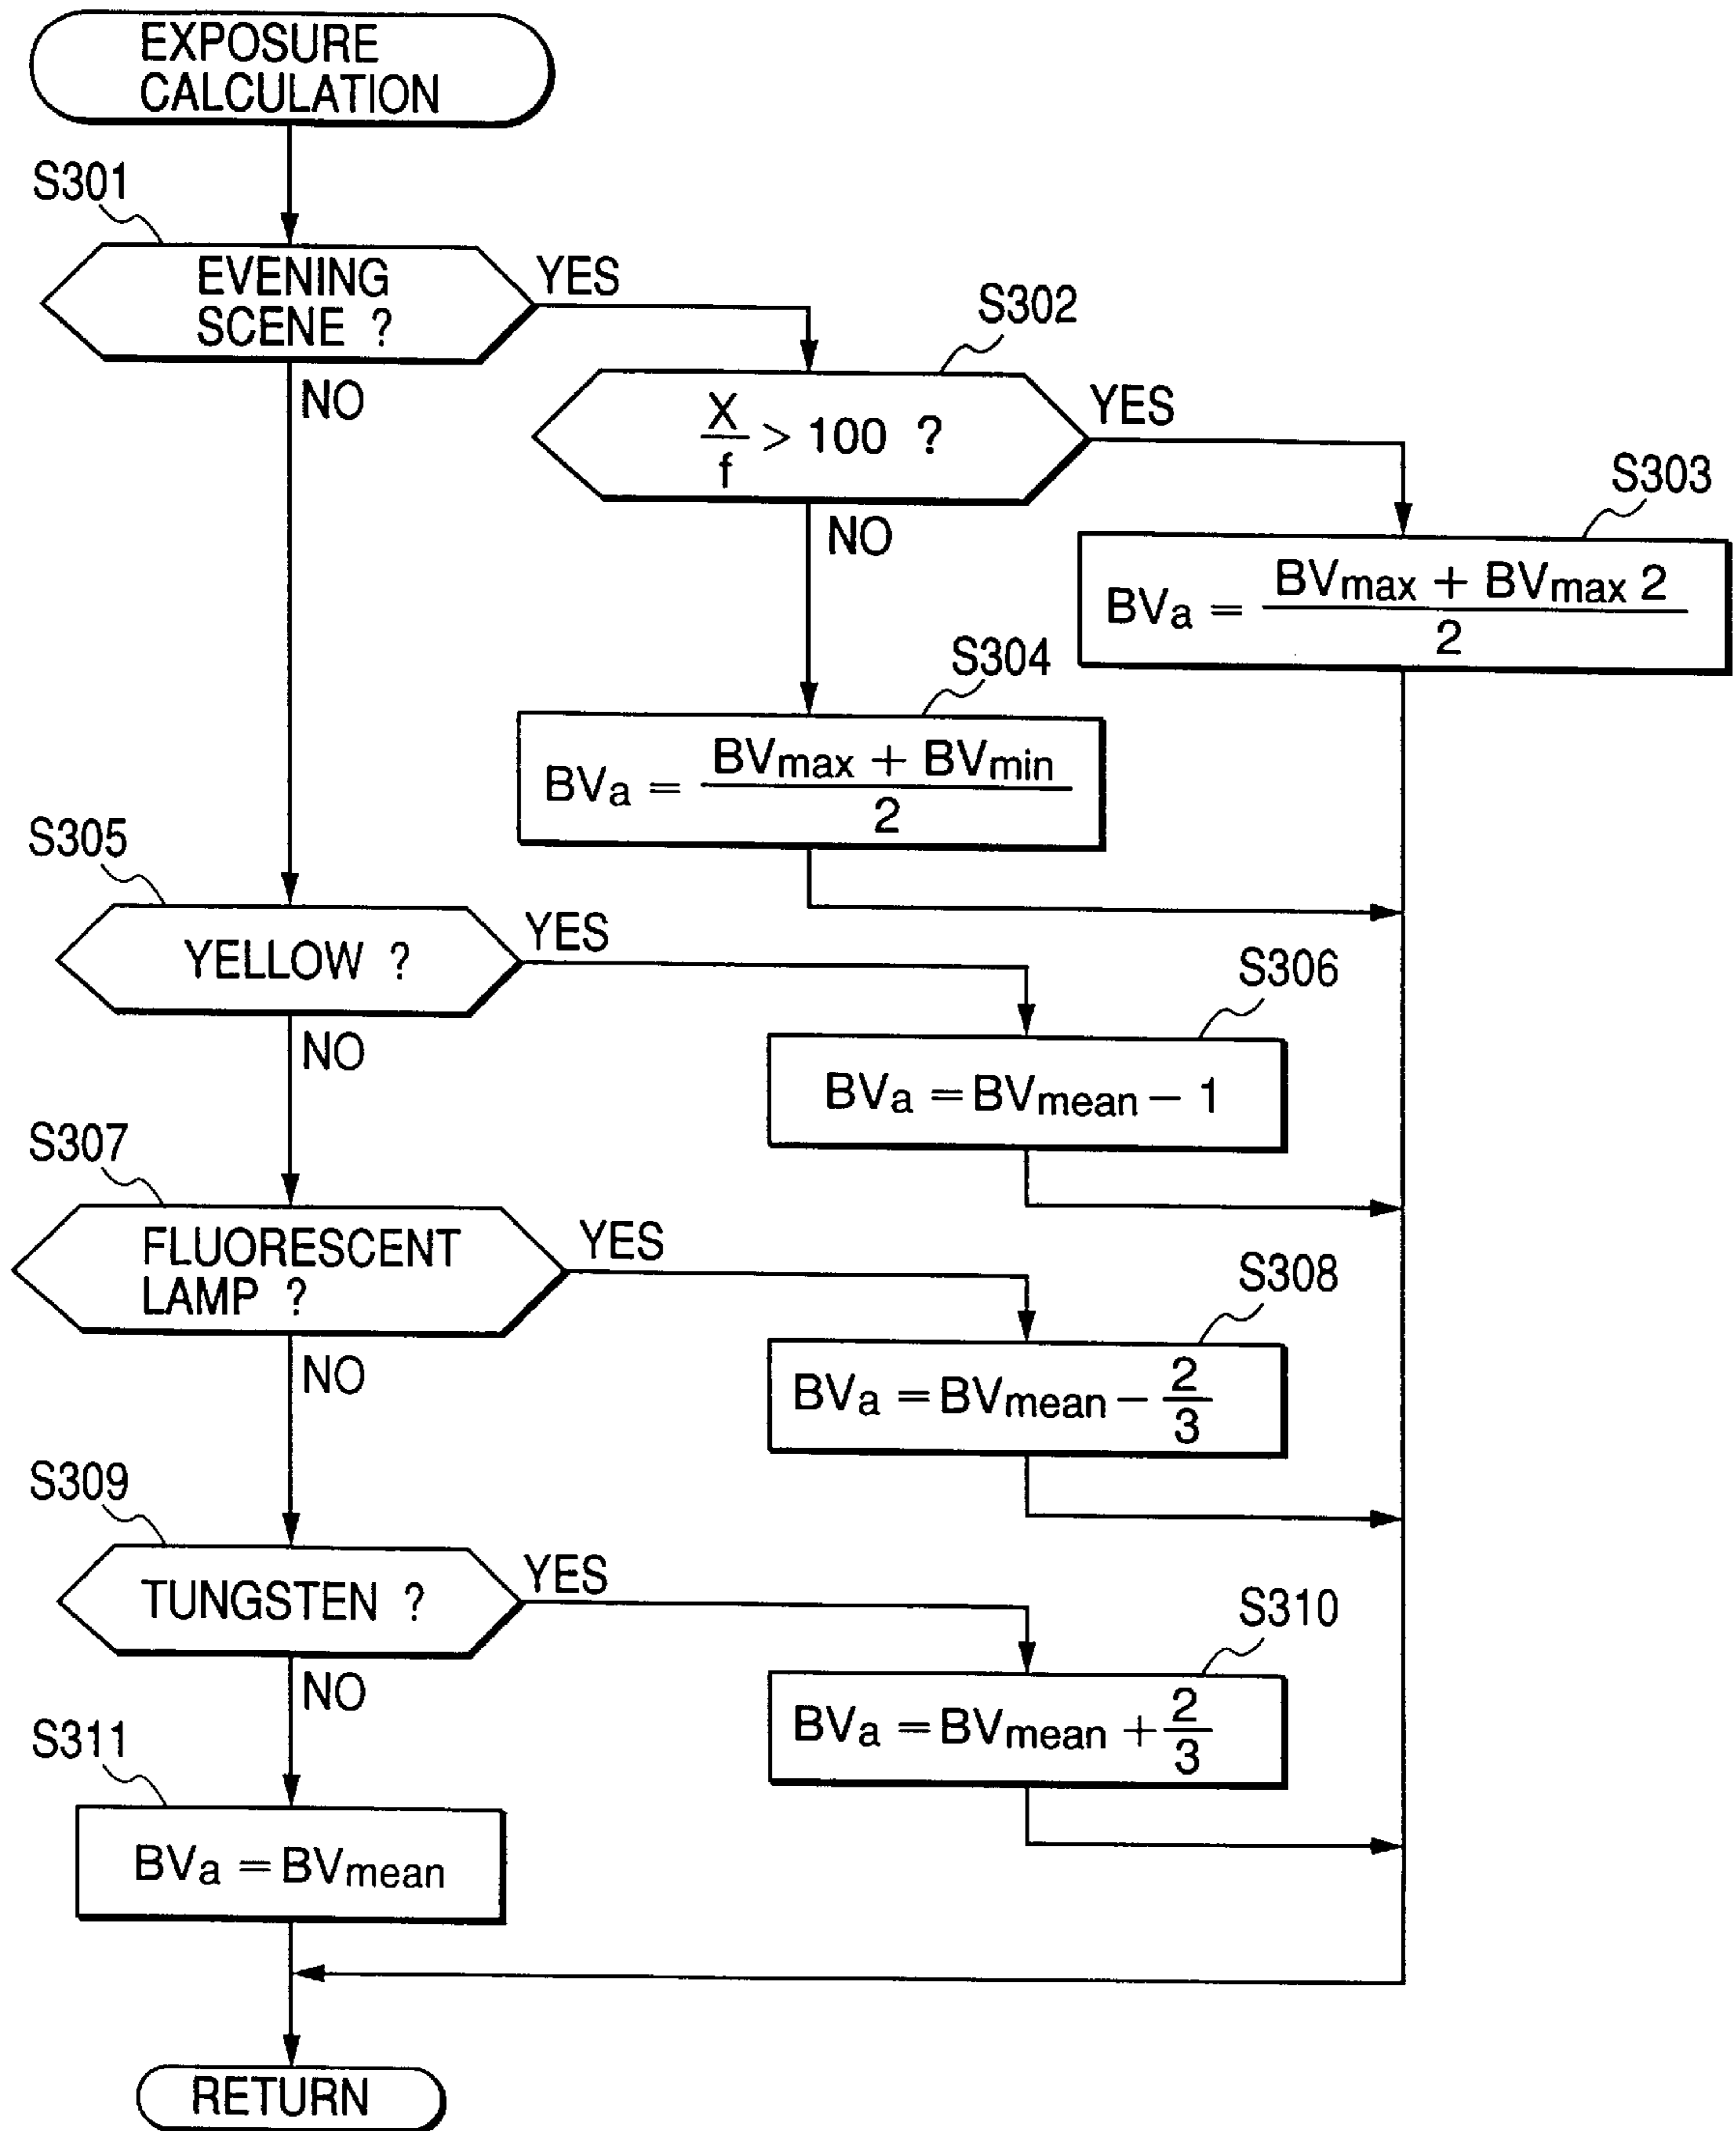 EXPOSURE
CALCULATION
S301
EVENING
SCENE ?
YES
NO
S302
X/f > 100 ?
YES
NO
S303
BVa = (BVmax + BVmax 2)/2
S304
BVa = (BVmax + BVmin)/2
S305
YELLOW ?
YES
NO
S306
BVa = BVmean − 1
S307
FLUORESCENT
LAMP ?
YES
NO
S308
BVa = BVmean − 2/3
S309
TUNGSTEN ?
YES
NO
S310
BVa = BVmean + 2/3
S311
BVa = BVmean
RETURN